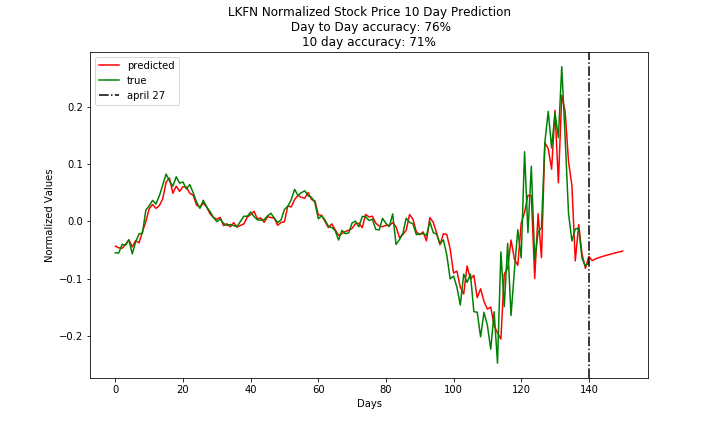 LKFN Normalized Stock Price 10 Day Prediction
Day to Day accuracy: 76%
10 day accuracy: 71%
predicted
true
april 27
Normalized Values
0.2
0.1
0.0
−0.1
−0.2
0 20 40 60 80 100 120 140
Days